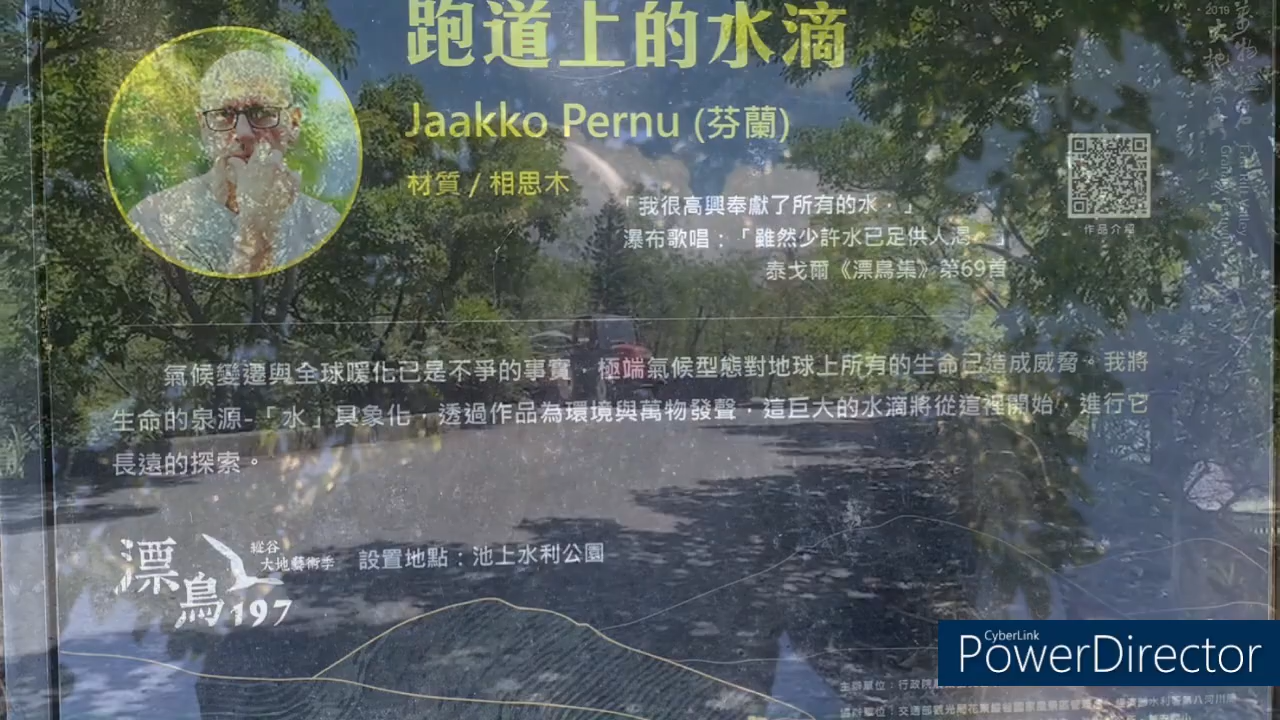 跑道上的水滴
Jaakko Pernu (芬蘭)
材質 / 相思木
「我很高興奉獻了所有的水，」
瀑布歌唱：「雖然少許水已足供人渴
泰戈爾《漂鳥集》第69首
作品介紹
2019
氣候變遷與全球暖化已是不爭的事實，極端氣候型態對地球上所有的生命已造成威脅。我將
生命的泉源-「水」具象化，透過作品為環境與萬物發聲，這巨大的水滴將從這裡開始，進行它
長遠的探索。
漂鳥197
縱谷
大地藝術季
設置地點：池上水利公園
主辦單位：行政院
CyberLink
PowerDirector